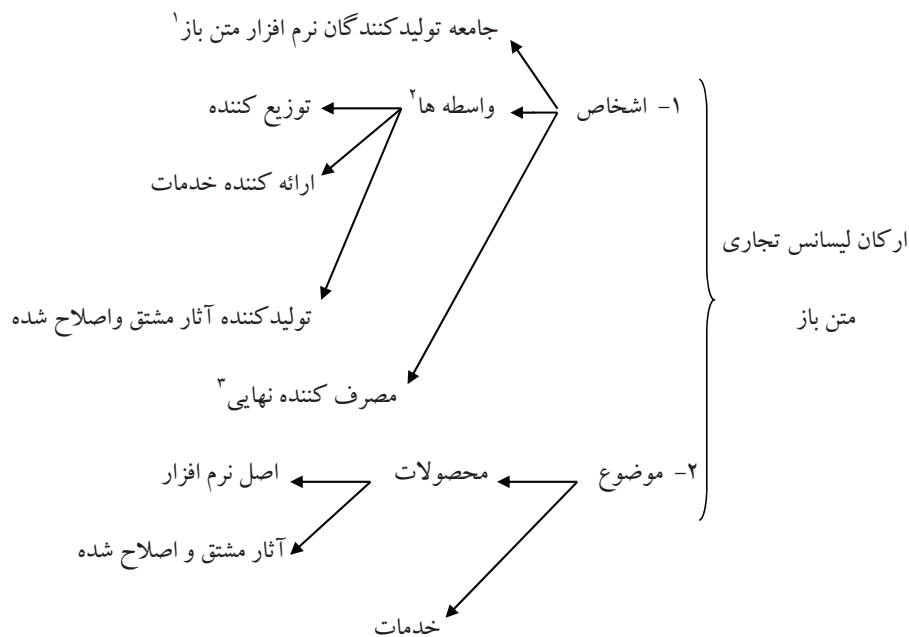 جامعه تولیدکنندگان نرم افزار متن باز۱
۱- اشخاص
واسطه ها۲
توزیع کننده
ارائه کننده خدمات
ارکان لیسانس تجاری
متن باز
تولیدکننده آثار مشتق واصلاح شده
مصرف کننده نهایی۳
۲- موضوع
محصولات
اصل نرم افزار
آثار مشتق و اصلاح شده
خدمات